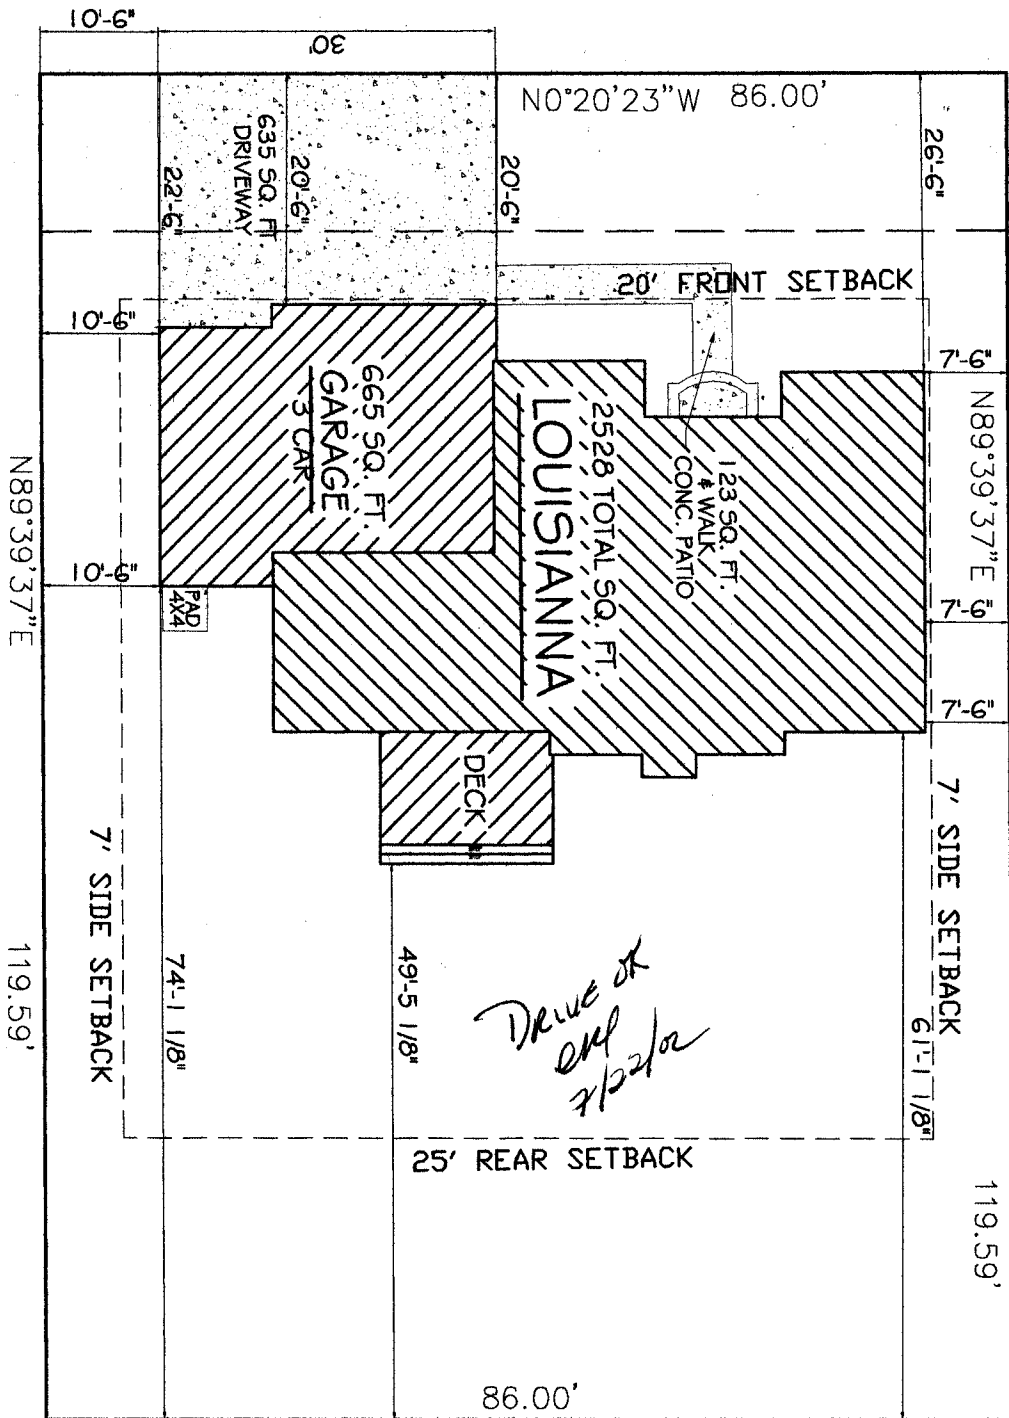 10'-6"
30'
N0°20'23"W 86.00'
26'-6"
20'-6"
20'-6"
22'-6"
635 SQ. FT.
DRIVEWAY
20' FRONT SETBACK
10'-6"
7'-6"
N89°39'37"E
665 SQ. FT.
GARAGE
3 CAR
2528 TOTAL SQ. FT.
LOUISIANNA
123 SQ. FT.
& WALK
CONC. PATIO
N89°39'37"E
10'-6"
PAD
4X4
7'-6"
7'-6"
DECK
7' SIDE SETBACK
7' SIDE SETBACK
119.59'
74'-1 1/8"
49'-5 1/8"
61'-1 1/8"
DRIVE OK
7/22/02
25' REAR SETBACK
119.59'
86.00'